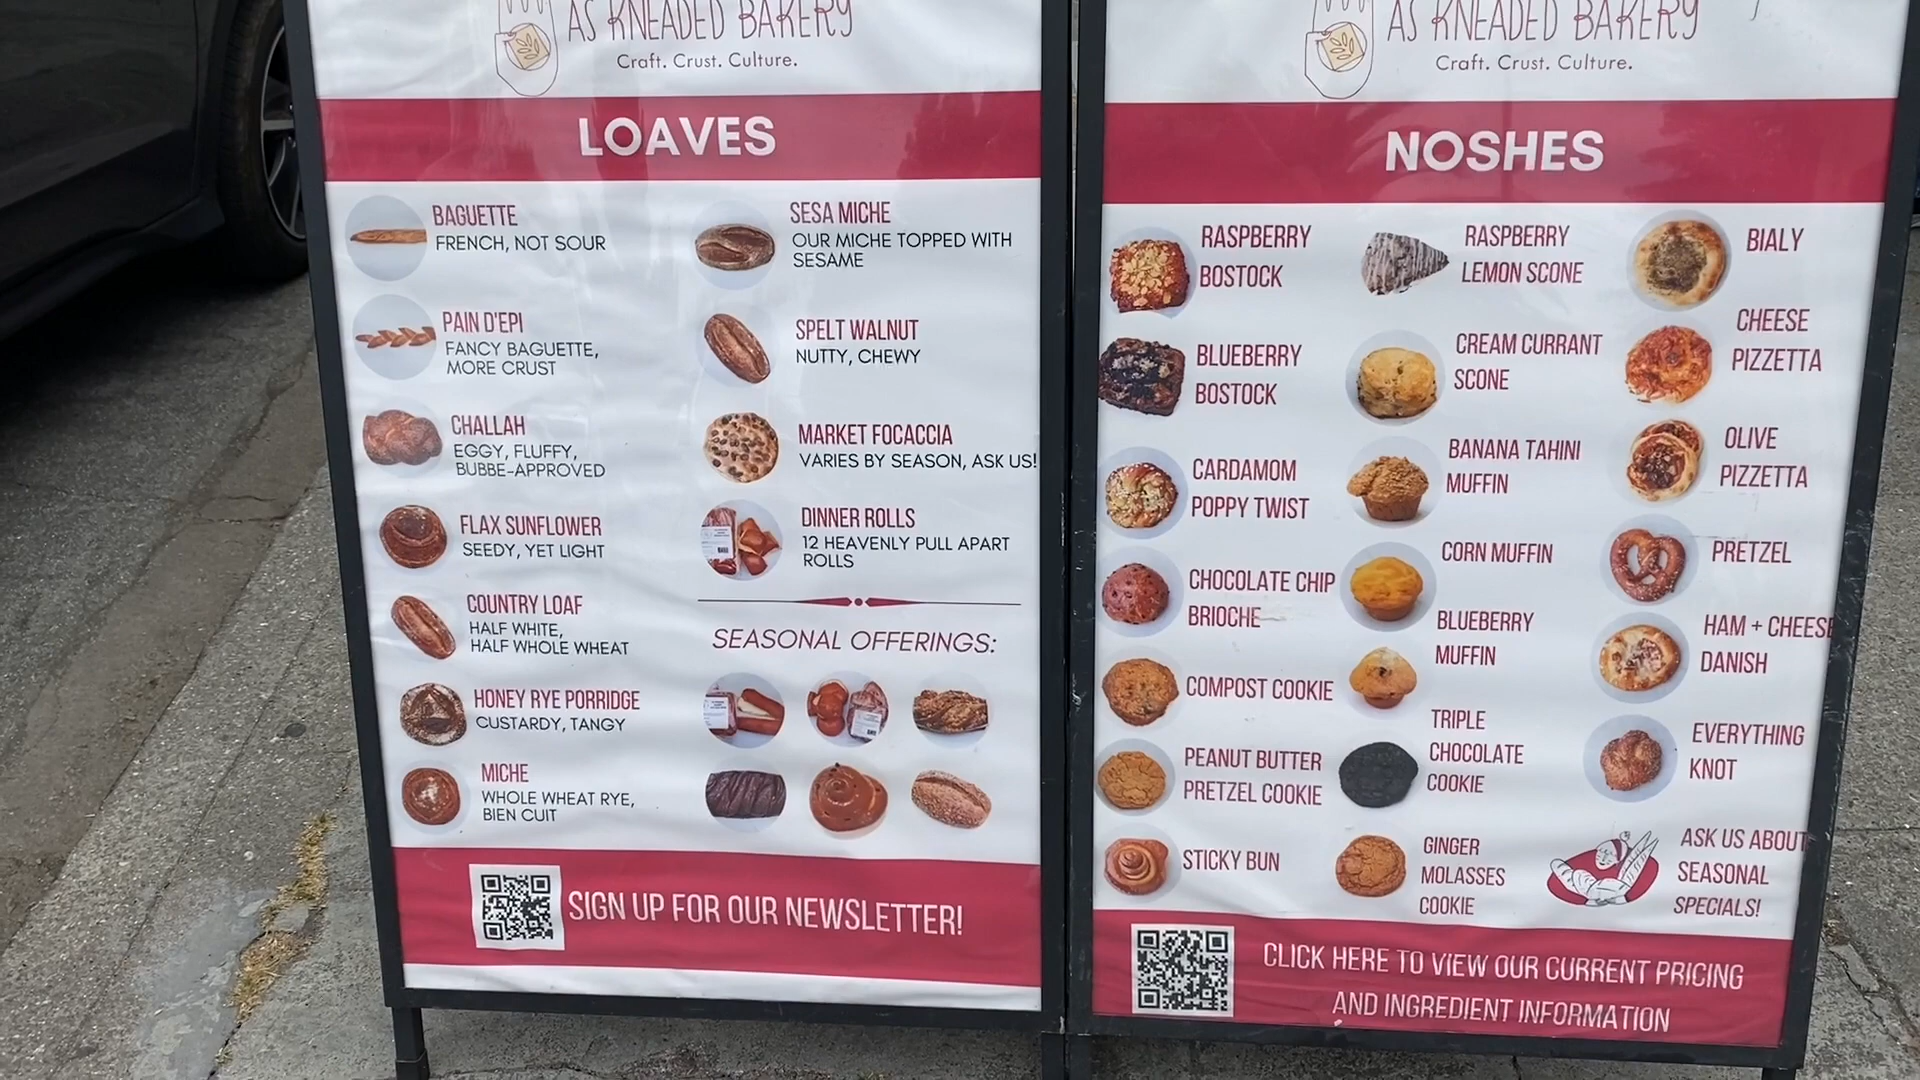 AS KNEADED BAKERY
Craft. Crust. Culture.
LOAVES
BAGUETTE
FRENCH, NOT SOUR
PAIN D'EPI
FANCY BAGUETTE,
MORE CRUST
CHALLAH
EGGY, FLUFFY,
BUBBE-APPROVED
FLAX SUNFLOWER
SEEDY, YET LIGHT
COUNTRY LOAF
HALF WHITE,
HALF WHOLE WHEAT
HONEY RYE PORRIDGE
CUSTARDY, TANGY
MICHE
WHOLE WHEAT RYE,
BIEN CUIT
SESA MICHE
OUR MICHE TOPPED WITH
SESAME
SPELT WALNUT
NUTTY, CHEWY
MARKET FOCACCIA
VARIES BY SEASON, ASK US!
DINNER ROLLS
12 HEAVENLY PULL APART
ROLLS
SEASONAL OFFERINGS:
SIGN UP FOR OUR NEWSLETTER!
AS KNEADED BAKERY
Craft. Crust. Culture.
NOSHES
RASPBERRY
BOSTOCK
BLUEBERRY
BOSTOCK
CARDAMOM
POPPY TWIST
CHOCOLATE CHIP
BRIOCHE
COMPOST COOKIE
PEANUT BUTTER
PRETZEL COOKIE
STICKY BUN
RASPBERRY
LEMON SCONE
CREAM CURRANT
SCONE
BANANA TAHINI
MUFFIN
CORN MUFFIN
BLUEBERRY
MUFFIN
TRIPLE
CHOCOLATE
COOKIE
GINGER
MOLASSES
COOKIE
BIALY
CHEESE
PIZZETTA
OLIVE
PIZZETTA
PRETZEL
HAM + CHEESE
DANISH
EVERYTHING
KNOT
ASK US ABOUT
SEASONAL
SPECIALS!
CLICK HERE TO VIEW OUR CURRENT PRICING
AND INGREDIENT INFORMATION